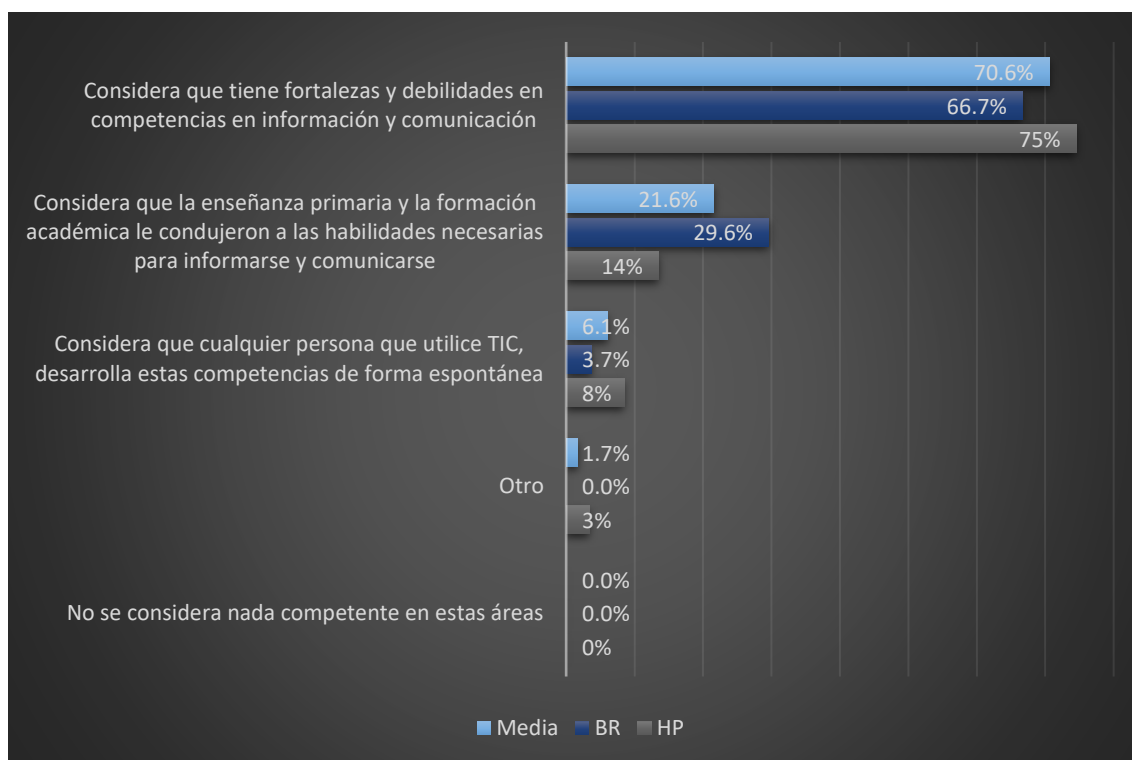 Considera que tiene fortalezas y debilidades en
competencias en información y comunicación
70.6%
66.7%
75%
Considera que la enseñanza primaria y la formación
académica le condujeron a las habilidades necesarias
para informarse y comunicarse
21.6%
29.6%
14%
Considera que cualquier persona que utilice TIC,
desarrolla estas competencias de forma espontánea
6.1%
3.7%
8%
Otro
1.7%
0.0%
3%
No se considera nada competente en estas áreas
0.0%
0.0%
0%
Media BR HP